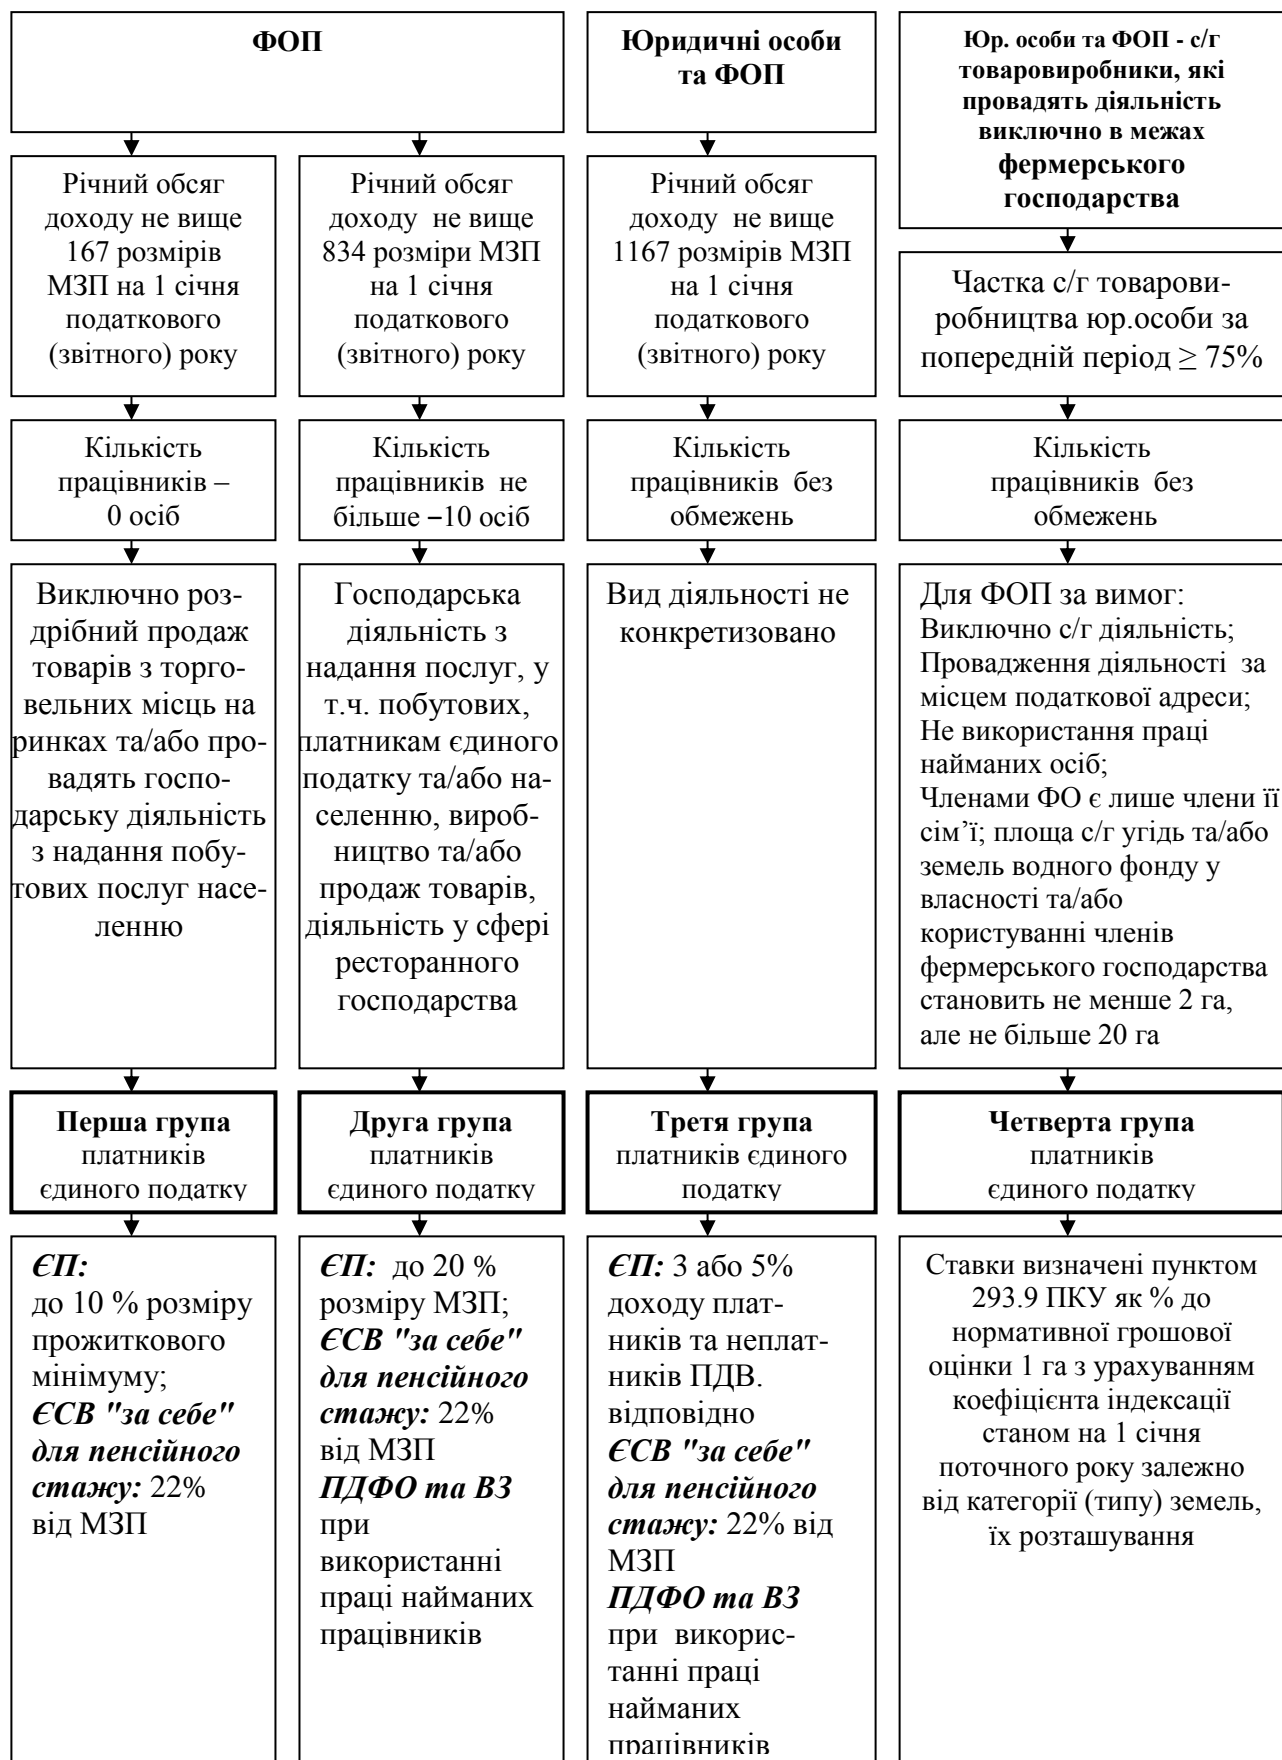 ФОП
Юридичні особи
та ФОП
Юр. особи та ФОП - с/г
товаровиробники, які
провадять діяльність
виключно в межах
фермерського
господарства
Річний обсяг
доходу не вище
167 розмірів
МЗП на 1 січня
податкового
(звітного) року
Річний обсяг
доходу не вище
834 розміри МЗП
на 1 січня
податкового
(звітного) року
Річний обсяг
доходу не вище
1167 розмірів МЗП
на 1 січня
податкового
(звітного) року
Частка с/г товарови-
робництва юр.особи за
попередній період ≥ 75%
Кількість
працівників –
0 осіб
Кількість
працівників не
більше –10 осіб
Кількість
працівників без
обмежень
Кількість
працівників без
обмежень
Виключно роз-
дрібний продаж
товарів з торго-
вельних місць на
ринках та/або про-
вадять госпо-
дарську діяльність
з надання побу-
тових послуг насе-
ленню
Господарська
діяльність з
надання послуг, у
т.ч. побутових,
платникам єдиного
податку та/або на-
селенню, вироб-
ництво та/або
продаж товарів,
діяльність у сфері
ресторанного
господарства
Вид діяльності не
конкретизовано
Для ФОП за вимог:
Виключно с/г діяльність;
Провадження діяльності за
місцем податкової адреси;
Не використання праці
найманих осіб;
Членами ФО є лише члени її
сім’ї; площа с/г угідь та/або
земель водного фонду у
власності та/або
користуванні членів
фермерського господарства
становить не менше 2 га,
але не більше 20 га
Перша група
платників
єдиного податку
Друга група
платників
єдиного податку
Третя група
платників єдиного
податку
Четверта група
платників
єдиного податку
ЄП:
до 10 % розміру
прожиткового
мінімуму;
ЄСВ "за себе"
для пенсійного
стажу: 22%
від МЗП
ЄП: до 20 %
розміру МЗП;
ЄСВ "за себе"
для пенсійного
стажу: 22%
від МЗП
ПДФО та ВЗ
при
використанні
праці найманих
працівників
ЄП: 3 або 5%
доходу плат-
ників та неплат-
ників ПДВ.
відповідно
ЄСВ "за себе"
для пенсійного
стажу: 22% від
МЗП
ПДФО та ВЗ
при викорис-
танні праці
найманих
працівників
Ставки визначені пунктом
293.9 ПКУ як % до
нормативної грошової
оцінки 1 га з урахуванням
коефіцієнта індексації
станом на 1 січня
поточного року залежно
від категорії (типу) земель,
їх розташування